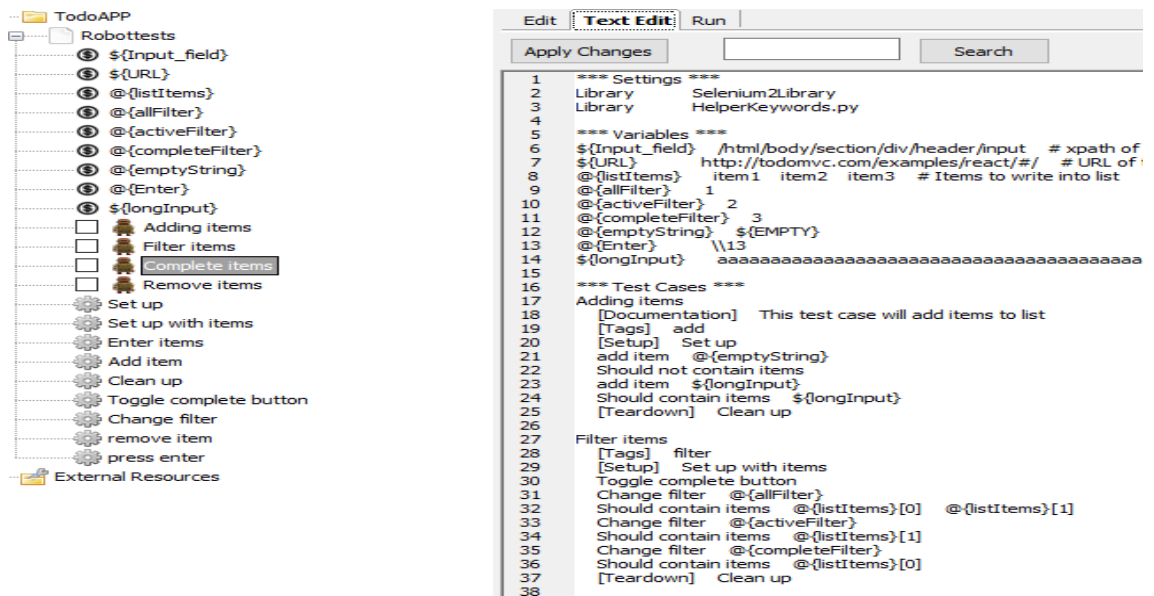 TodoAPP
Robottests
${Input_field}
${URL}
@{listItems}
@{allFilter}
@{activeFilter}
@{completeFilter}
@{emptyString}
@{Enter}
${longInput}
Adding items
Filter items
Complete items
Remove items
Set up
Set up with items
Enter items
Add item
Clean up
Toggle complete button
Change filter
remove item
press enter
External Resources
Edit Text Edit Run
Apply Changes Search
1 *** Settings ***
2 Library Selenium2Library
3 Library HelperKeywords.py
4
5 *** Variables ***
6 ${Input_field} /html/body/section/div/header/input # xpath of
7 ${URL} http://todomvc.com/examples/react/#/ # URL of
8 @{listItems} item1 item2 item3 # Items to write into list
9 @{allFilter} 1
10 @{activeFilter} 2
11 @{completeFilter} 3
12 @{emptyString} ${EMPTY}
13 @{Enter} \\13
14 ${longInput} aaaaaaaaaaaaaaaaaaaaaaaaaaaaaaaaaaaaaaaa
15
16 *** Test Cases ***
17 Adding items
18 [Documentation] This test case will add items to list
19 [Tags] add
20 [Setup] Set up
21 add item @{emptyString}
22 Should not contain items
23 add item ${longInput}
24 Should contain items ${longInput}
25 [Teardown] Clean up
26
27 Filter items
28 [Tags] filter
29 [Setup] Set up with items
30 Toggle complete button
31 Change filter @{allFilter}
32 Should contain items @{listItems}[0] @{listItems}[1]
33 Change filter @{activeFilter}
34 Should contain items @{listItems}[1]
35 Change filter @{completeFilter}
36 Should contain items @{listItems}[0]
37 [Teardown] Clean up
38